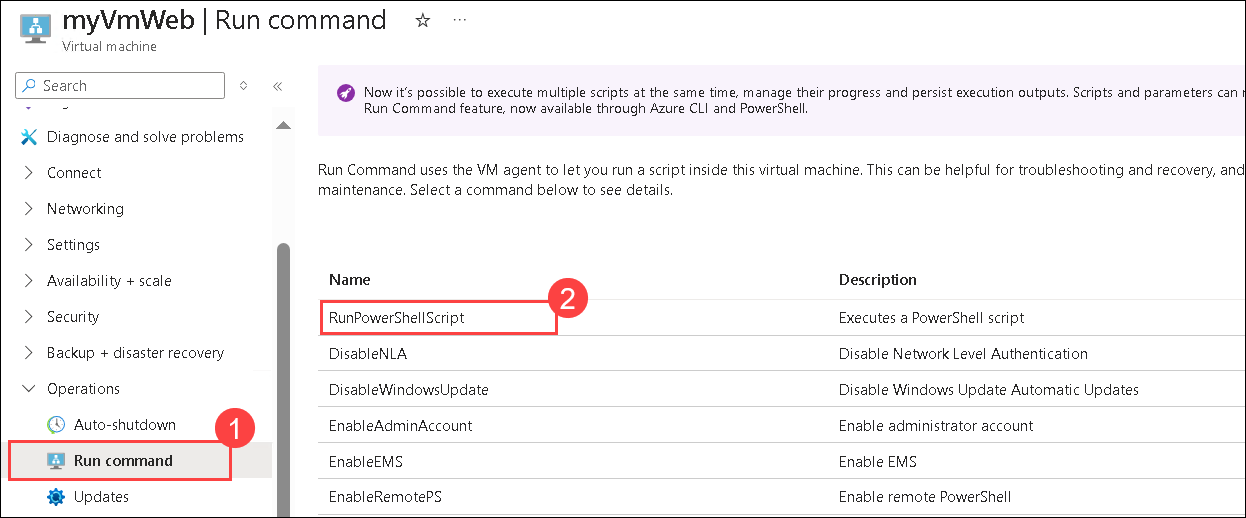 myVmWeb | Run command
Virtual machine
Search
Diagnose and solve problems
Connect
Networking
Settings
Availability + scale
Security
Backup + disaster recovery
Operations
Auto-shutdown
1
Run command
Updates
Now it's possible to execute multiple scripts at the same time, manage their progress and persist execution outputs. Scripts and parameters can
Run Command feature, now available through Azure CLI and PowerShell.
Run Command uses the VM agent to let you run a script inside this virtual machine. This can be helpful for troubleshooting and recovery, and
maintenance. Select a command below to see details.
Name Description
2
RunPowerShellScript Executes a PowerShell script
DisableNLA Disable Network Level Authentication
DisableWindowsUpdate Disable Windows Update Automatic Updates
EnableAdminAccount Enable administrator account
EnableEMS Enable EMS
EnableRemotePS Enable remote PowerShell